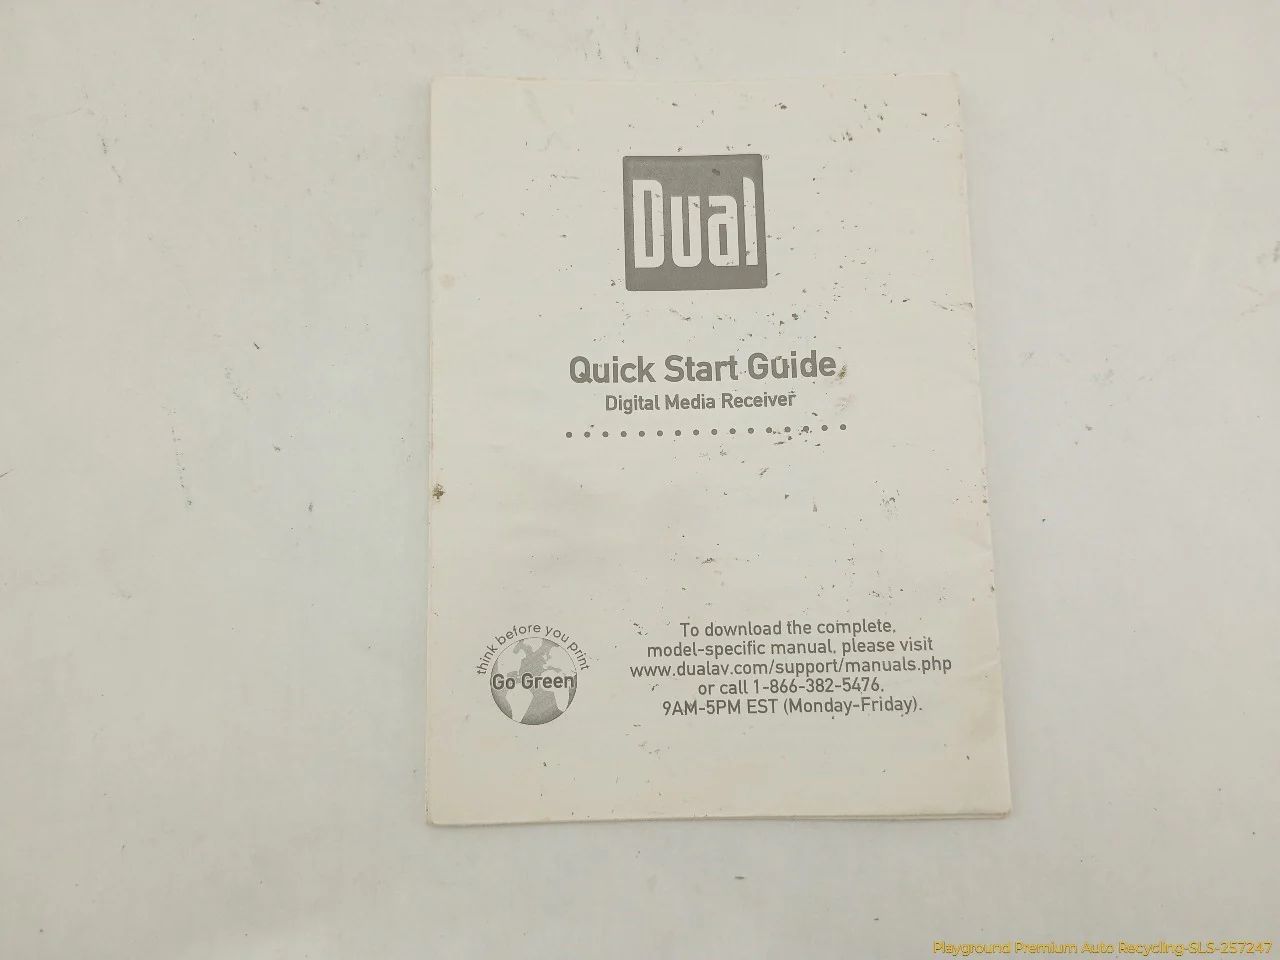 Dual®
Quick Start Guide
Digital Media Receiver
think before you print
Go Green
To download the complete,
model-specific manual, please visit
www.dualav.com/support/manuals.php
or call 1-866-382-5476,
9AM-5PM EST (Monday-Friday).
Playground Premium Auto Recycling-SLS-257247